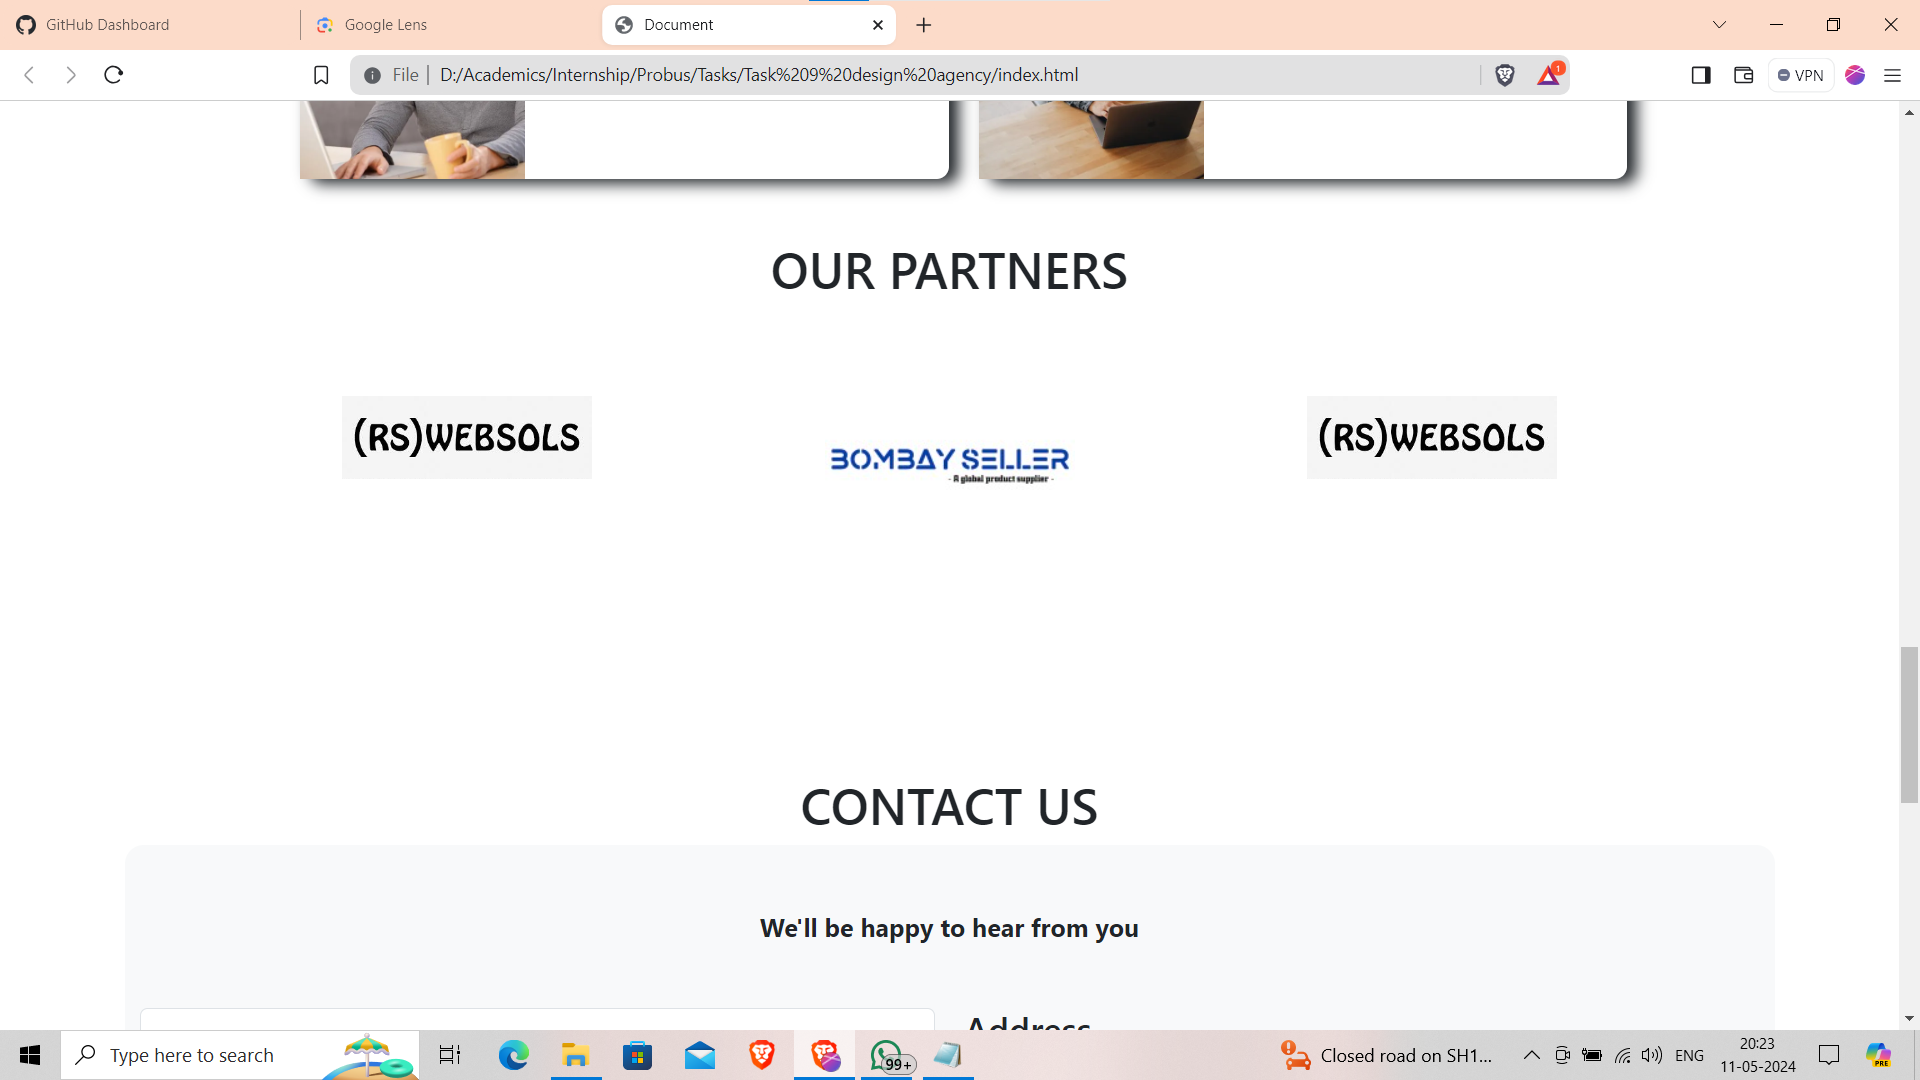 GitHub Dashboard
Google Lens
Document
File
D:/Academics/Internship/Probus/Tasks/Task%209%20design%20agency/index.html
1
VPN
OUR PARTNERS
(RS)WEBSOLS
BOMBAY SELLER
- A global product supplier -
(RS)WEBSOLS
CONTACT US
We'll be happy to hear from you
Address
Type here to search
99+
Closed road on SH1...
ENG
20:23
11-05-2024
PRE